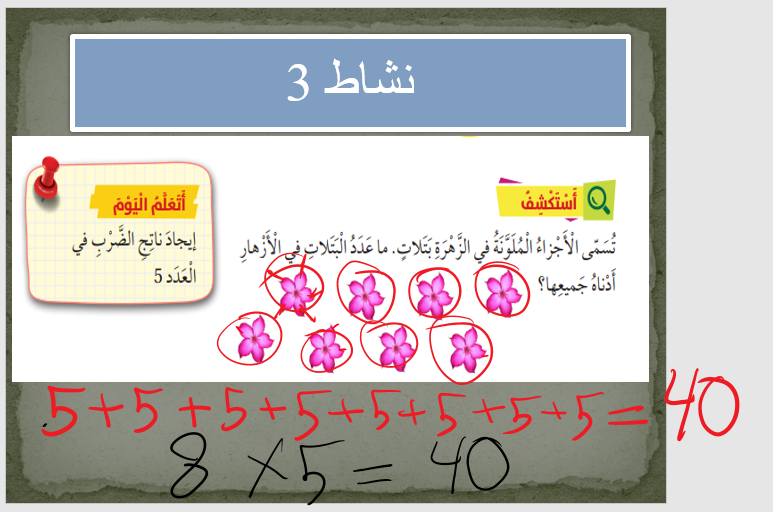 نشاط 3
أَسْتَكْشِفُ
تُسَمّى الْأَجْزاءُ الْمُلَوَّنَةُ في الزَّهْرَةِ بَتَلاتٍ. ما عَدَدُ الْبَتَلاتِ في الْأَزْهارِ
أَدْناهُ جَميعِها؟
أَتَعَلَّمُ الْيَوْمَ
إيجادَ ناتِجِ الضَّرْبِ في
الْعَدَد 5
5+5+5+5+5+5+5+5=40
8×5=40